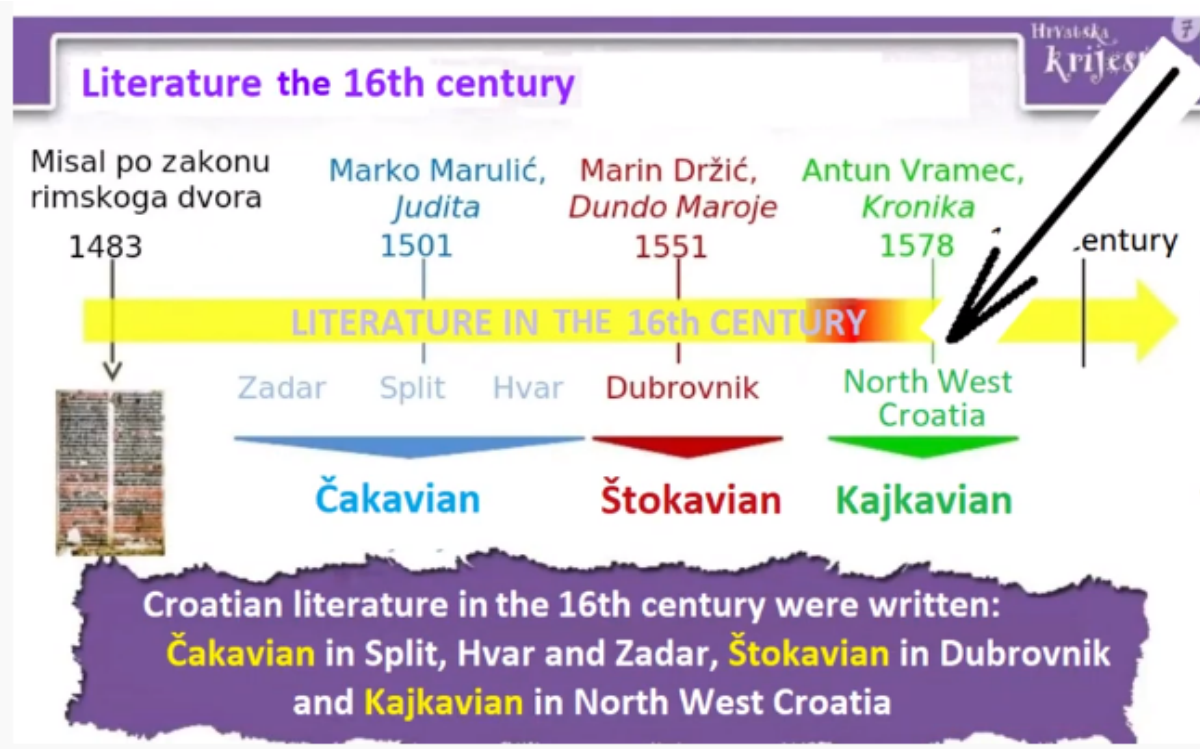 Hrvatska
7
Literature the 16th century
Misal po zakonu
rimskoga dvora
1483
Marko Marulić,
Judita
1501
Marin Držić,
Dundo Maroje
1551
Antun Vramec,
Kronika
1578
LITERATURE IN THE 16th CENTURY
Zadar
Split
Hvar
Dubrovnik
North West
Croatia
Čakavian
Štokavian
Kajkavian
Croatian literature in the 16th century were written:
Čakavian in Split, Hvar and Zadar, Štokavian in Dubrovnik
and Kajkavian in North West Croatia